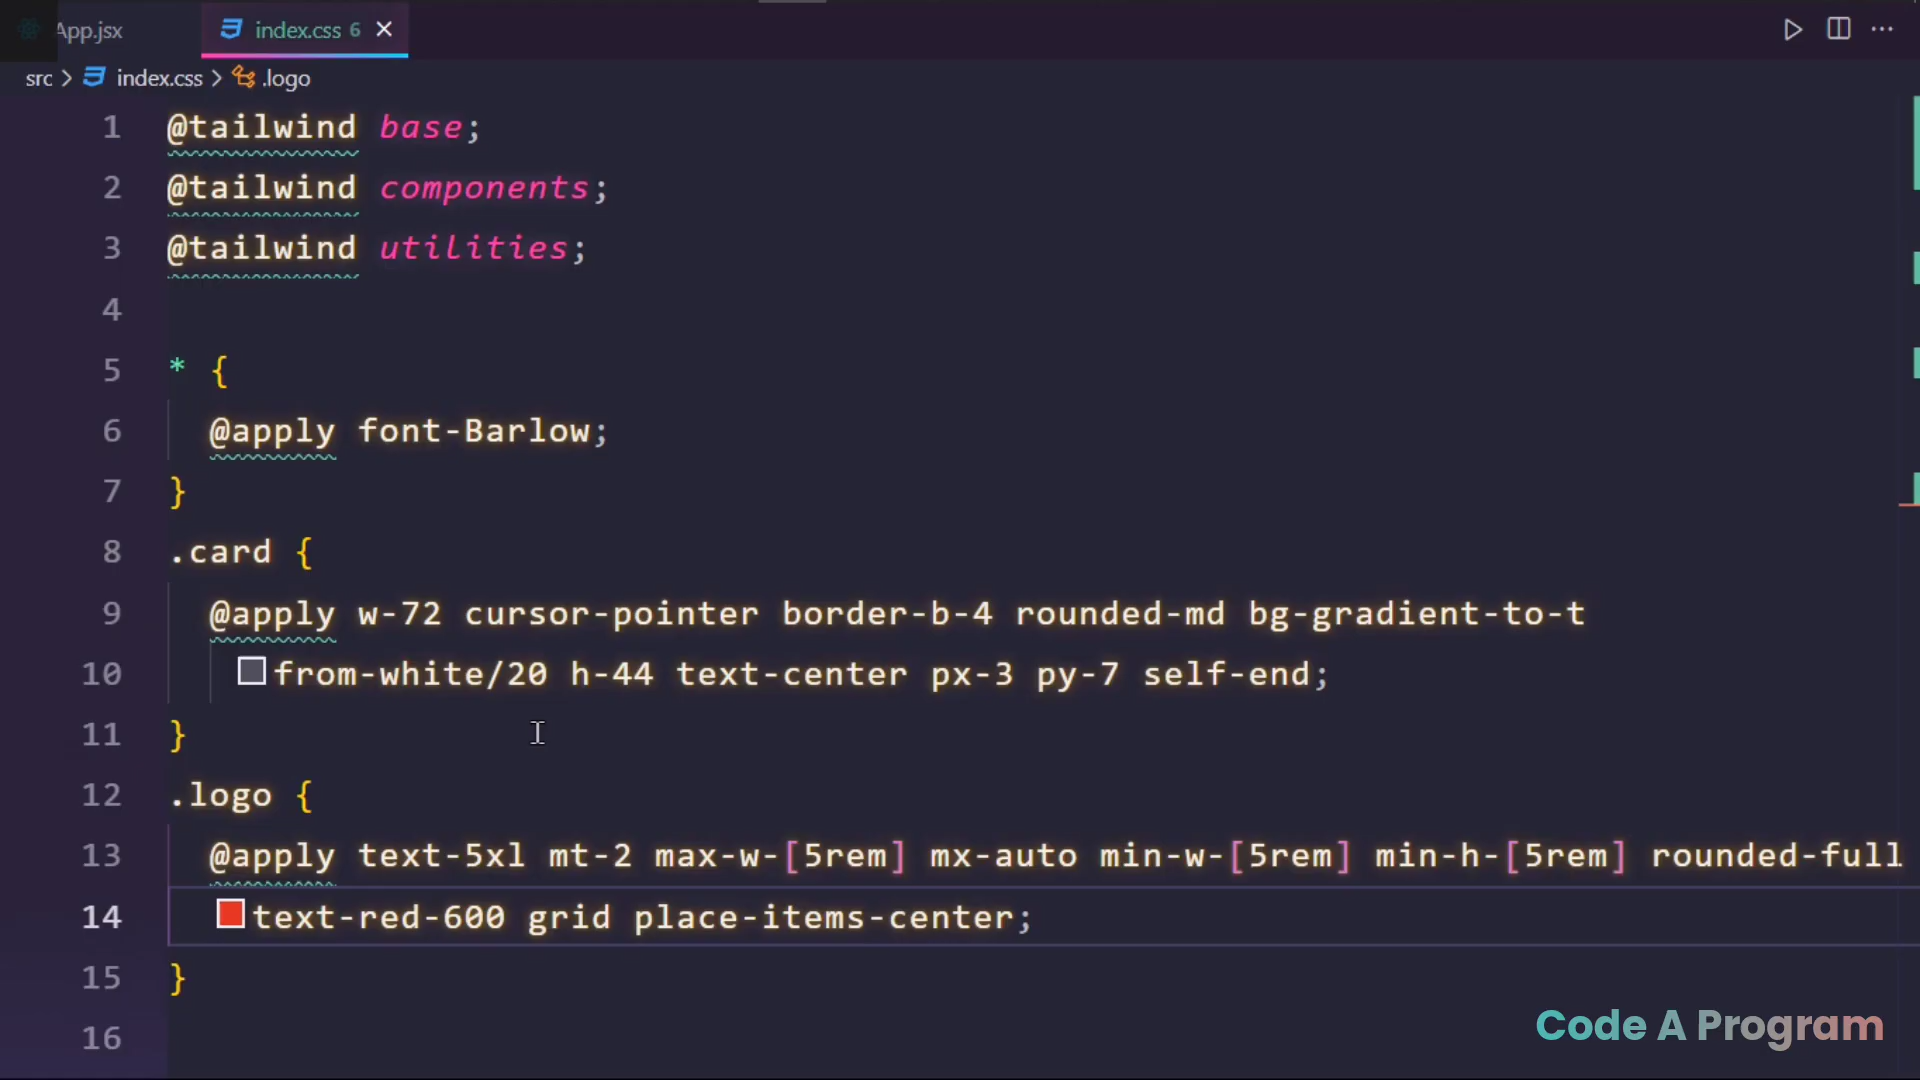 App.jsx
index.css 6
src > index.css > .logo
1 @tailwind base;
2 @tailwind components;
3 @tailwind utilities;
4
5 * {
6 @apply font-Barlow;
7 }
8 .card {
9 @apply w-72 cursor-pointer border-b-4 rounded-md bg-gradient-to-t
10 from-white/20 h-44 text-center px-3 py-7 self-end;
11 }
12 .logo {
13 @apply text-5xl mt-2 max-w-[5rem] mx-auto min-w-[5rem] min-h-[5rem] rounded-full
14 text-red-600 grid place-items-center;
15 }
16
Code A Program